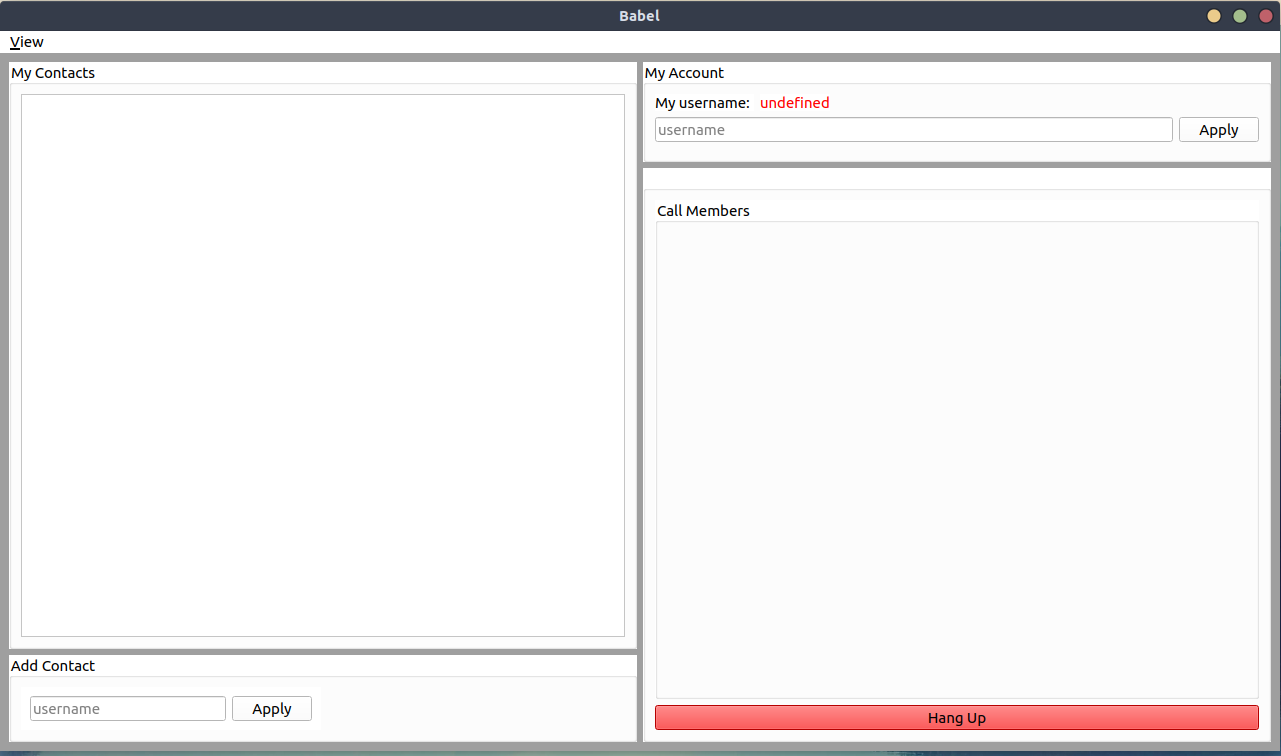 Babel
View
My Contacts
Add Contact
username
Apply
My Account
My username: undefined
username
Apply
Call Members
Hang Up